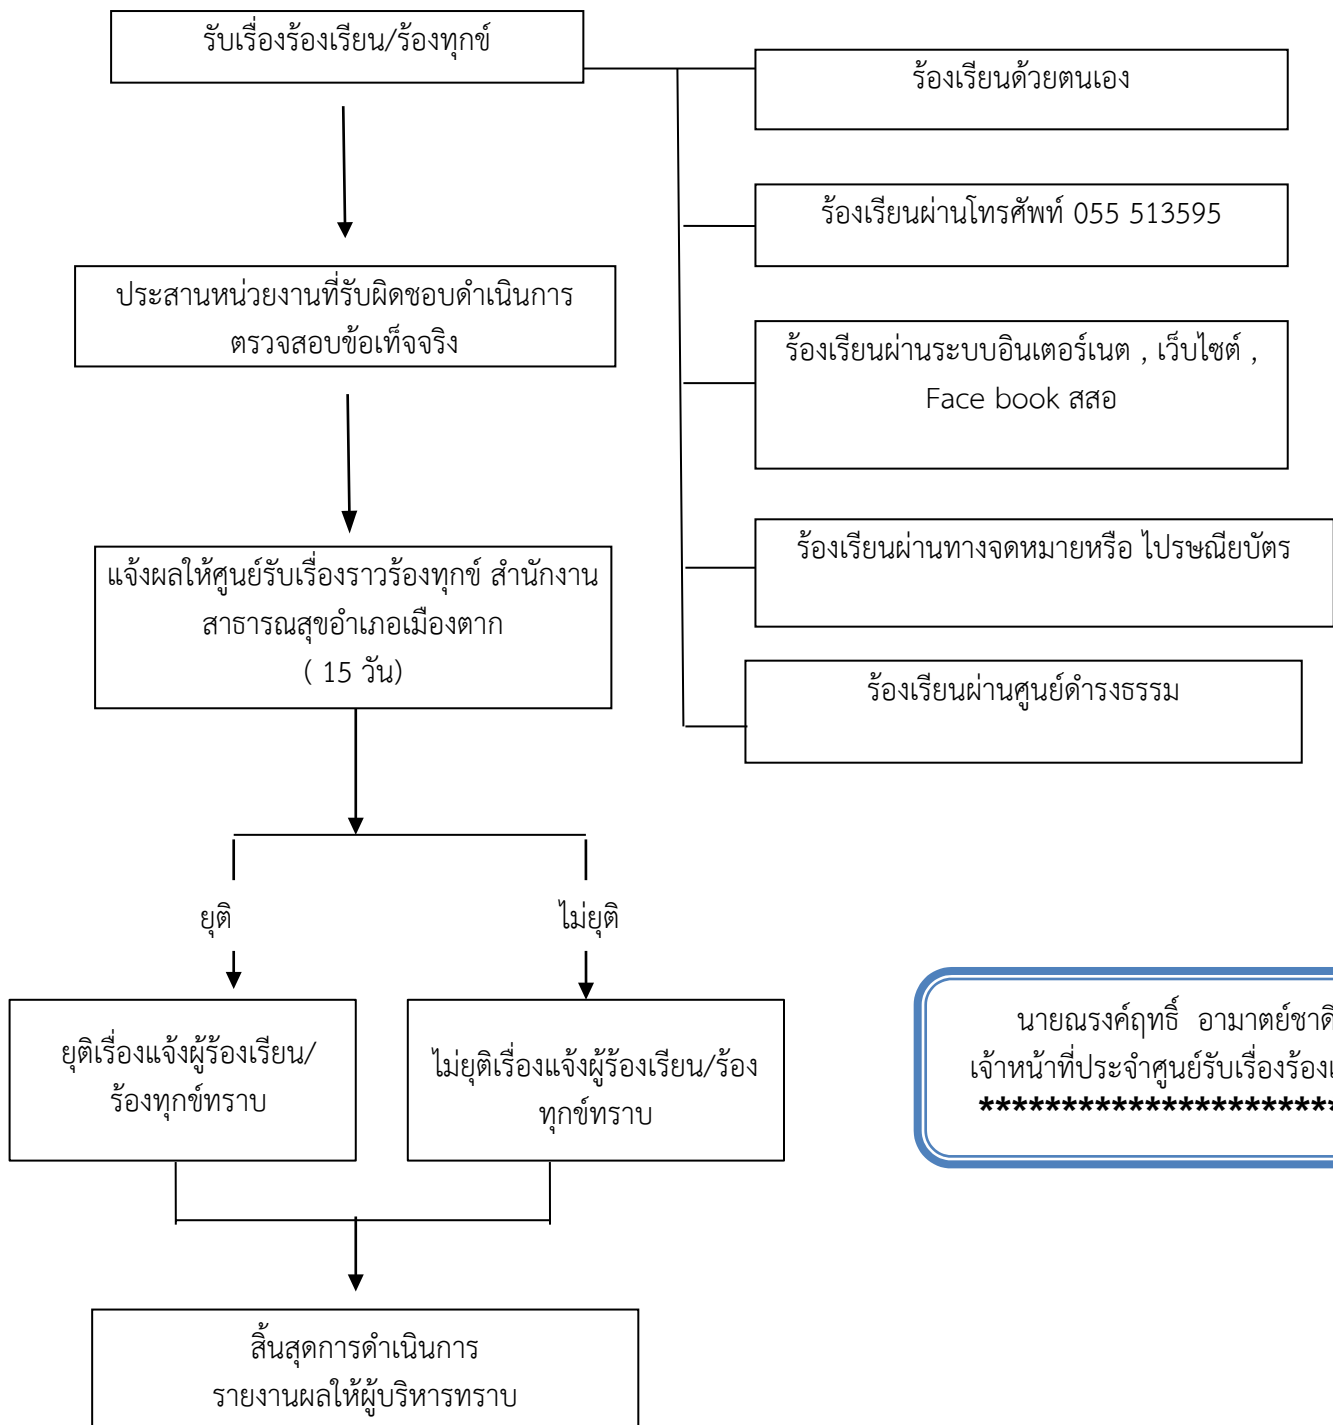 รับเรื่องร้องเรียน/ร้องทุกข์
ร้องเรียนด้วยตนเอง
ร้องเรียนผ่านโทรศัพท์ 055 513595
ประสานหน่วยงานที่รับผิดชอบดำเนินการ
ตรวจสอบข้อเท็จจริง
ร้องเรียนผ่านระบบอินเตอร์เนต , เว็บไซต์ ,
Face book สสอ
ร้องเรียนผ่านทางจดหมายหรือ ไปรษณียบัตร
แจ้งผลให้ศูนย์รับเรื่องราวร้องทุกข์ สำนักงาน
สาธารณสุขอำเภอเมืองตาก
( 15 วัน)
ร้องเรียนผ่านศูนย์ดำรงธรรม
ยุติ
ไม่ยุติ
ยุติเรื่องแจ้งผู้ร้องเรียน/
ร้องทุกข์ทราบ
ไม่ยุติเรื่องแจ้งผู้ร้องเรียน/ร้อง
ทุกข์ทราบ
นายณรงค์ฤทธิ์ อามาตย์ชาติ
เจ้าหน้าที่ประจำศูนย์รับเรื่องร้อง
**********************
สิ้นสุดการดำเนินการ
รายงานผลให้ผู้บริหารทราบ